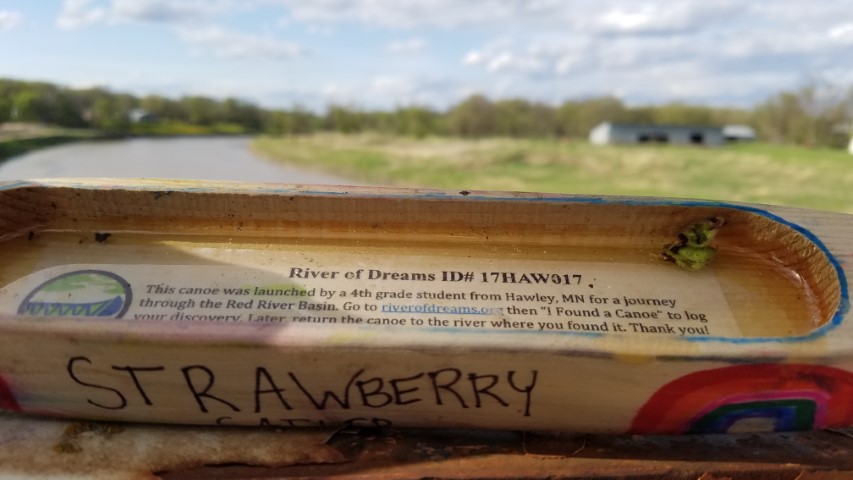 River of Dreams ID# 17HAW017
This canoe was launched by a 4th grade student from Hawley, MN for a journey
through the Red River Basin. Go to riverofdreams.org then "I Found a Canoe" to log
your discovery. Later, return the canoe to the river where you found it. Thank you!
STRAWBERRY